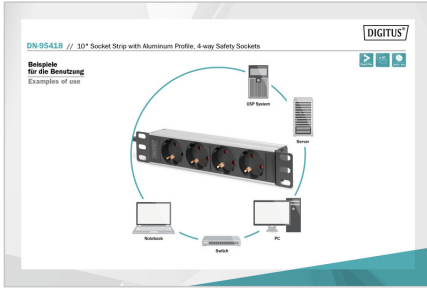 DIGITUS®
DN-95418 // 10" Socket Strip with Aluminum Profile, 4-way Safety Sockets
Beispiele
für die Benutzung
Examples of use
USP System
Server
Notebook
Switch
PC